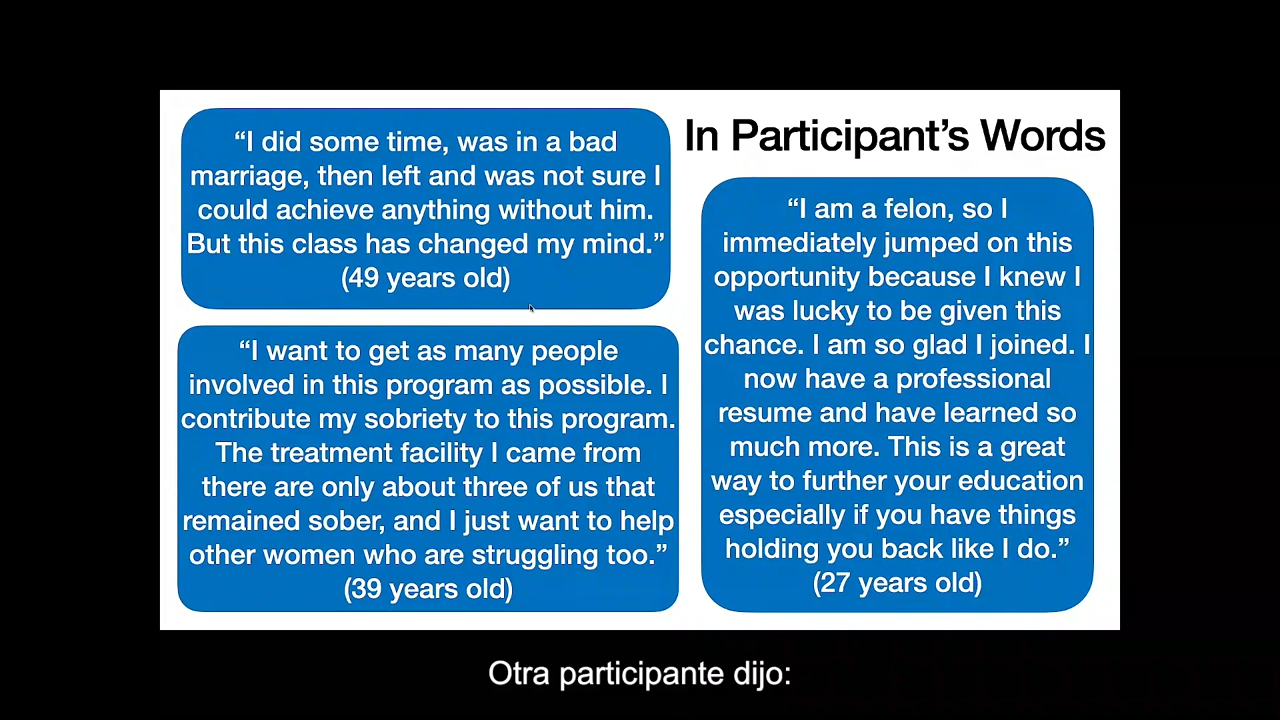 In Participant’s Words
“I did some time, was in a bad
marriage, then left and was not sure I
could achieve anything without him.
But this class has changed my mind.”
(49 years old)
“I want to get as many people
involved in this program as possible. I
contribute my sobriety to this program.
The treatment facility I came from
there are only about three of us that
remained sober, and I just want to help
other women who are struggling too.”
(39 years old)
“I am a felon, so I
immediately jumped on this
opportunity because I knew I
was lucky to be given this
chance. I am so glad I joined. I
now have a professional
resume and have learned so
much more. This is a great
way to further your education
especially if you have things
holding you back like I do.”
(27 years old)
Otra participante dijo: